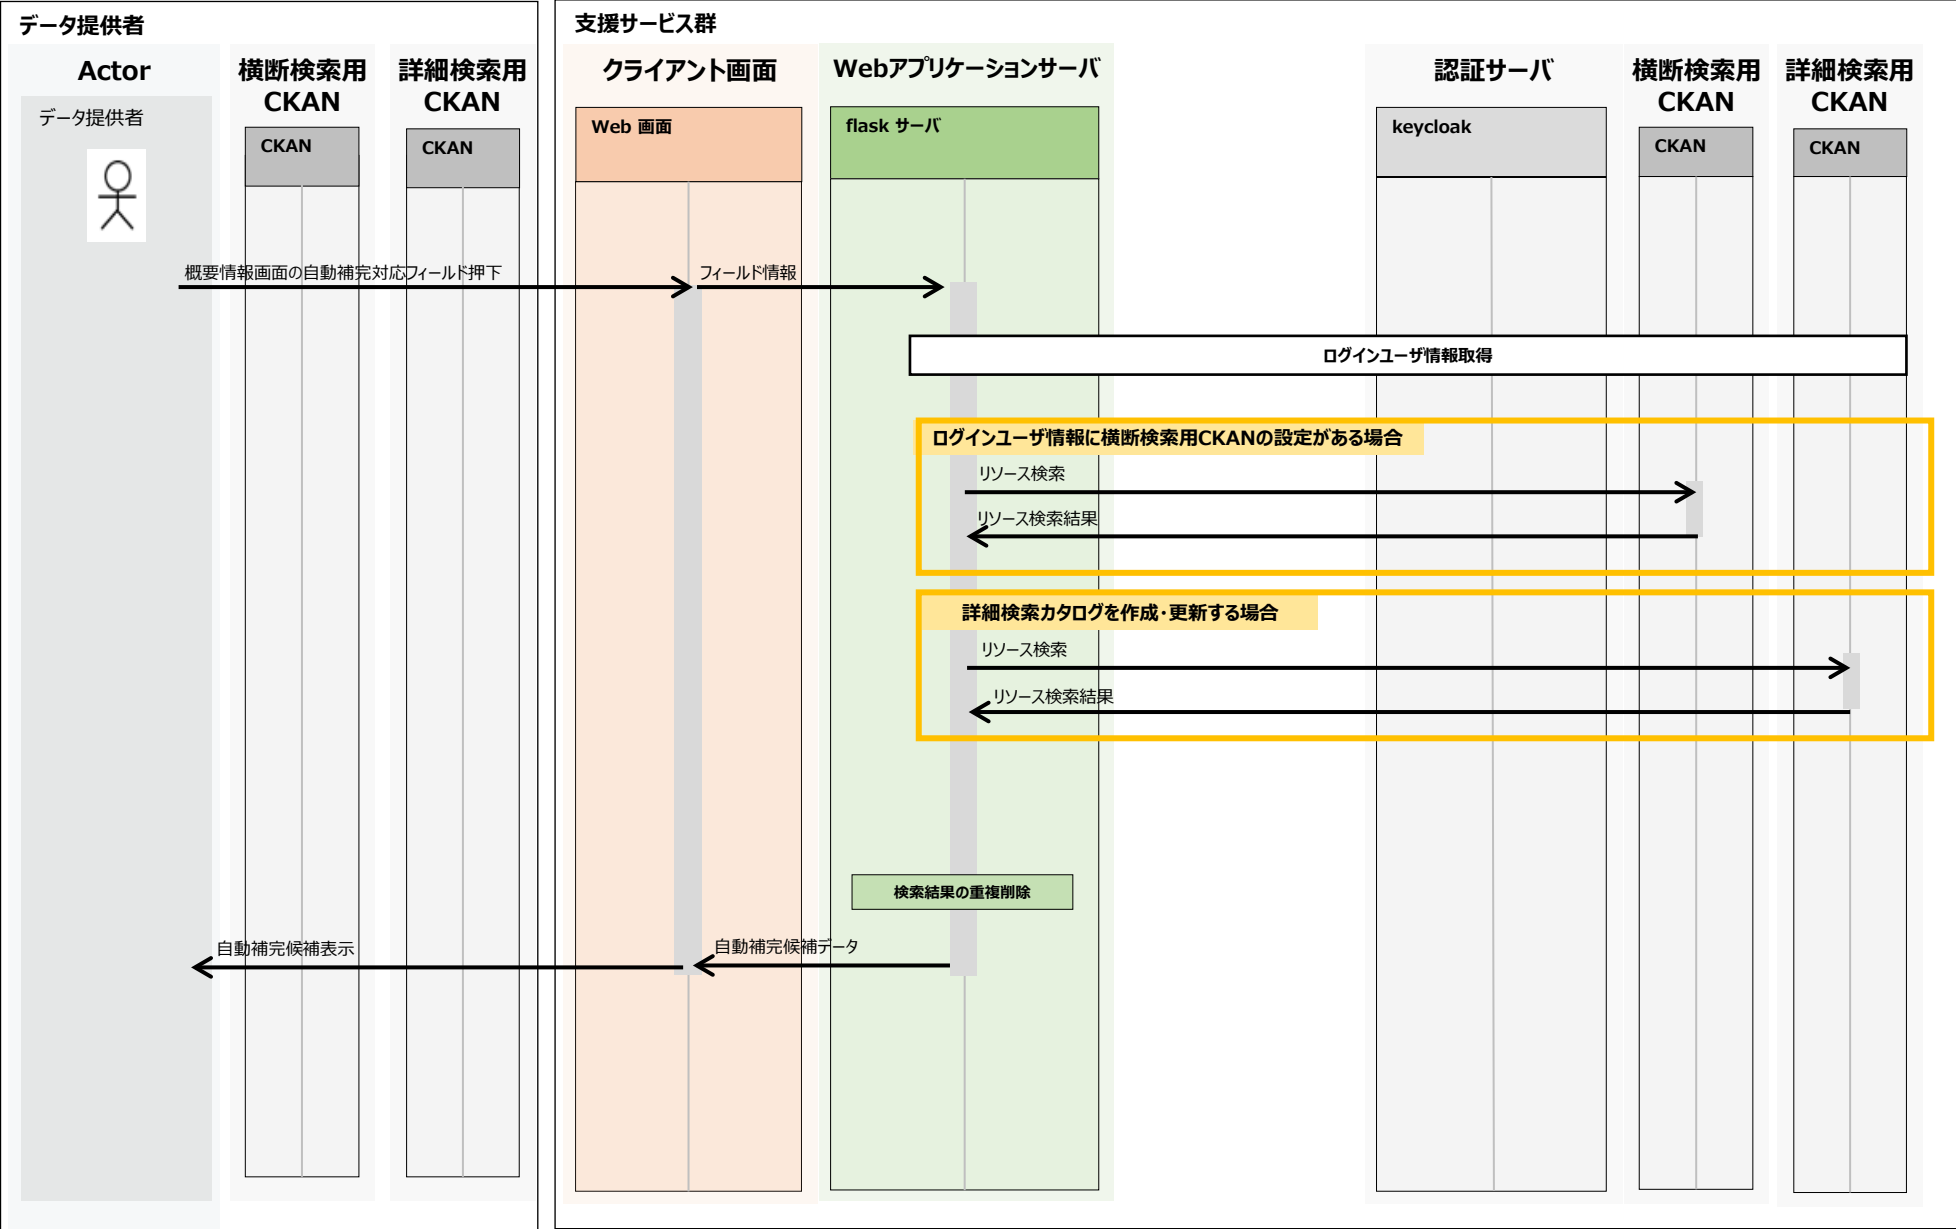 データ提供者
支援サービス群
Actor
横断検索用
CKAN
詳細検索用
CKAN
クライアント画面
Webアプリケーションサーバ
認証サーバ
横断検索用
CKAN
詳細検索用
CKAN
データ提供者
CKAN
CKAN
Web 画面
flask サーバ
keycloak
CKAN
CKAN
概要情報画面の自動補完対応フィールド押下
フィールド情報
ログインユーザ情報取得
ログインユーザ情報に横断検索用CKANの設定がある場合
リソース検索
リソース検索結果
詳細検索カタログを作成・更新する場合
リソース検索
リソース検索結果
検索結果の重複削除
自動補完候補表示
自動補完候補データ